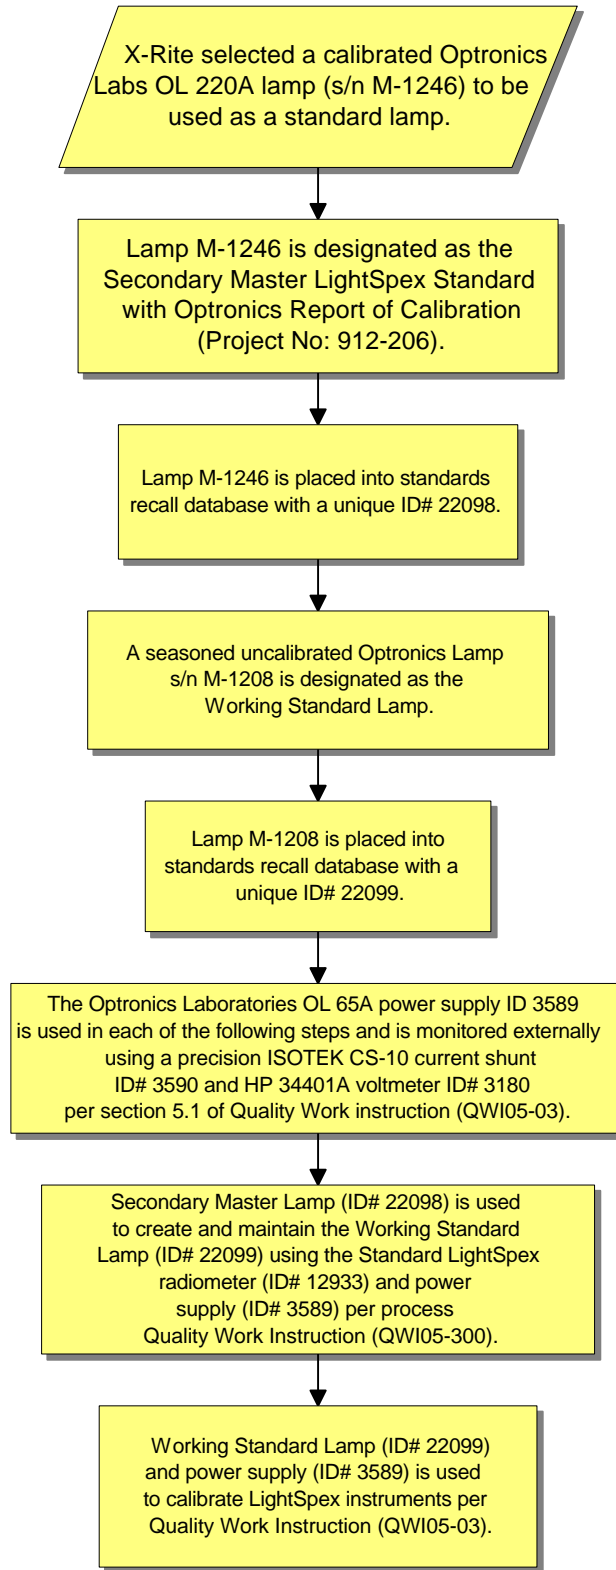 X-Rite selected a calibrated Optronics
Labs OL 220A lamp (s/n M-1246) to be
used as a standard lamp.
Lamp M-1246 is designated as the
Secondary Master LightSpex Standard
with Optronics Report of Calibration
(Project No: 912-206).
Lamp M-1246 is placed into standards
recall database with a unique ID# 22098.
A seasoned uncalibrated Optronics Lamp
s/n M-1208 is designated as the
Working Standard Lamp.
Lamp M-1208 is placed into
standards recall database with a
unique ID# 22099.
The Optronics Laboratories OL 65A power supply ID 3589
is used in each of the following steps and is monitored externally
using a precision ISOTEK CS-10 current shunt
ID# 3590 and HP 34401A voltmeter ID# 3180
per section 5.1 of Quality Work instruction (QWI05-03).
Secondary Master Lamp (ID# 22098) is used
to create and maintain the Working Standard
Lamp (ID# 22099) using the Standard LightSpex
radiometer (ID# 12933) and power
supply (ID# 3589) per process
Quality Work Instruction (QWI05-300).
Working Standard Lamp (ID# 22099)
and power supply (ID# 3589) is used
to calibrate LightSpex instruments per
Quality Work Instruction (QWI05-03).